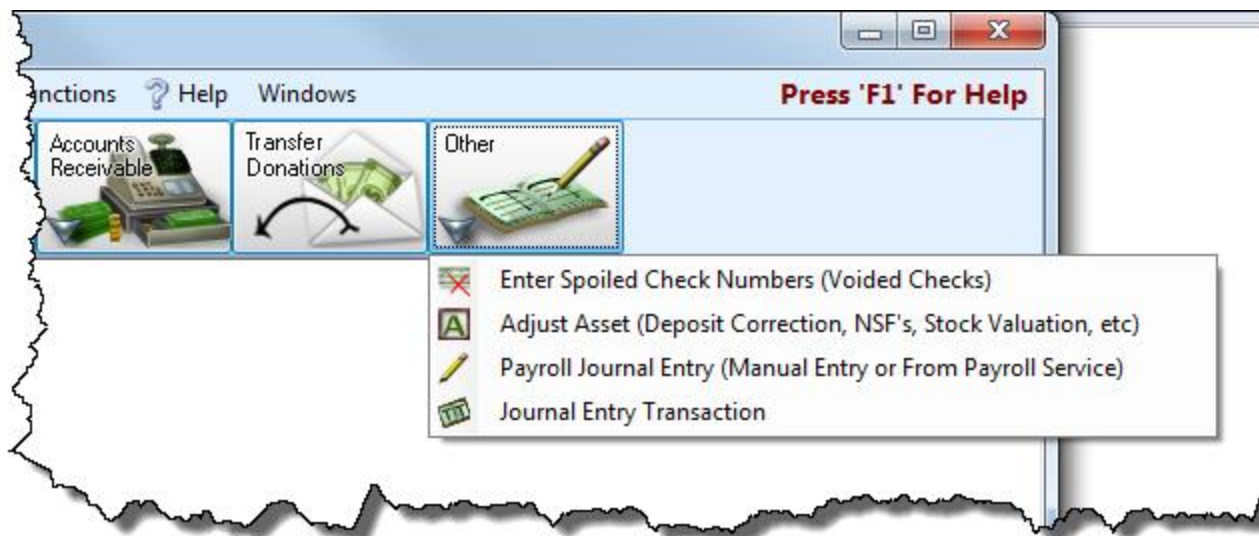 nctions Help Windows Press 'F1' For Help
Accounts
Receivable
Transfer
Donations
Other
Enter Spoiled Check Numbers (Voided Checks)
Adjust Asset (Deposit Correction, NSF's, Stock Valuation, etc)
Payroll Journal Entry (Manual Entry or From Payroll Service)
Journal Entry Transaction